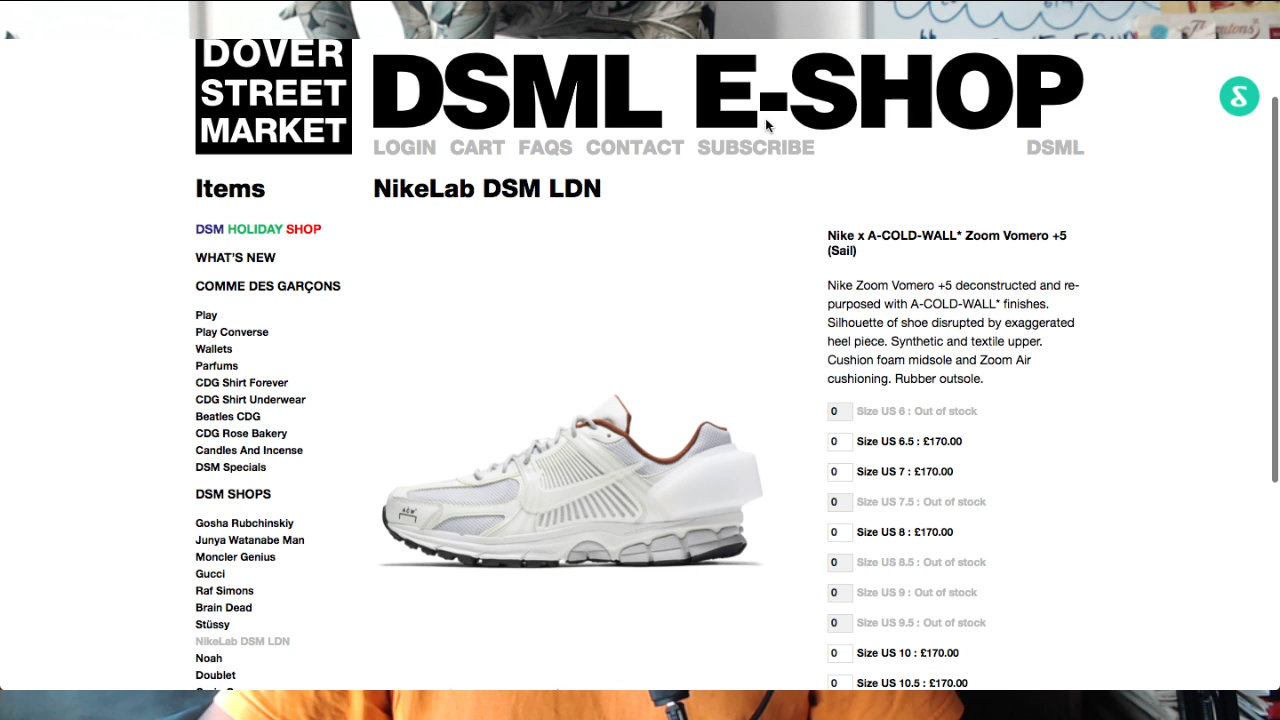 DOVER
STREET
MARKET
DSML E-SHOP
LOGIN CART FAQS CONTACT SUBSCRIBE DSML
Items
NikeLab DSM LDN
DSM HOLIDAY SHOP
WHAT'S NEW
COMME DES GARÇONS
Play
Play Converse
Wallets
Parfums
CDG Shirt Forever
CDG Shirt Underwear
Beatles CDG
CDG Rose Bakery
Candles And Incense
DSM Specials
DSM SHOPS
Gosha Rubchinskiy
Junya Watanabe Man
Moncler Genius
Gucci
Raf Simons
Brain Dead
Stüssy
NikeLab DSM LDN
Noah
Doublet
Nike x A-COLD-WALL* Zoom Vomero +5
(Sail)
Nike Zoom Vomero +5 deconstructed and re-
purposed with A-COLD-WALL* finishes.
Silhouette of shoe disrupted by exaggerated
heel piece. Synthetic and textile upper.
Cushion foam midsole and Zoom Air
cushioning. Rubber outsole.
0 Size US 6 : Out of stock
0 Size US 6.5 : £170.00
0 Size US 7 : £170.00
0 Size US 7.5 : Out of stock
0 Size US 8 : £170.00
0 Size US 8.5 : Out of stock
0 Size US 9 : Out of stock
0 Size US 9.5 : Out of stock
0 Size US 10 : £170.00
0 Size US 10.5 : £170.00